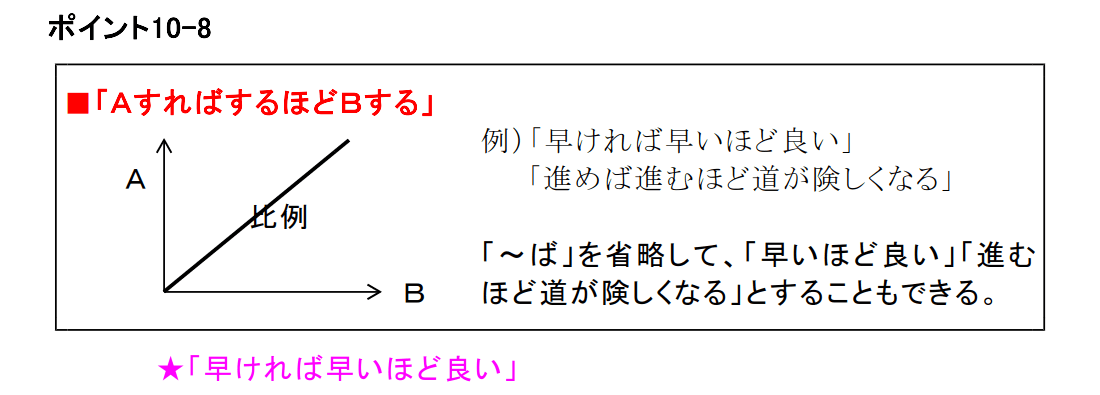 ポイント10-8
■「AすればするほどBする」
例)「早ければ早いほど良い」
「進めば進むほど道が険しくなる」
A
比例
B
「～ば」を省略して、「早いほど良い」「進む
ほど道が険しくなる」とすることもできる。
★「早ければ早いほど良い」